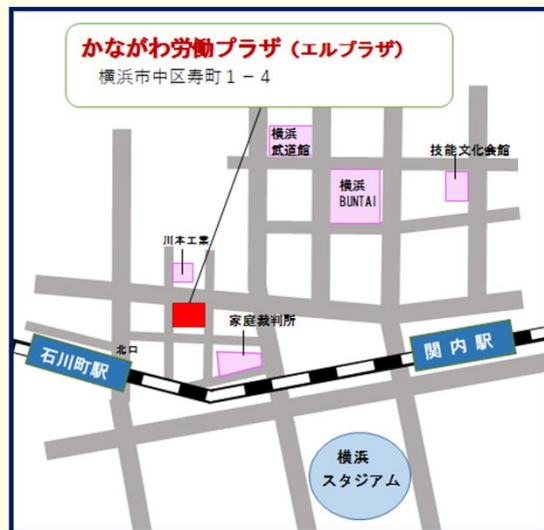 かながわ労働プラザ（エルプラザ）
横浜市中区寿町１－４
横浜
武道館
技能文化会館
横浜
BUNTAI
川本工業
家庭裁判所
北口
石川町駅
関内駅
横浜
スタジアム